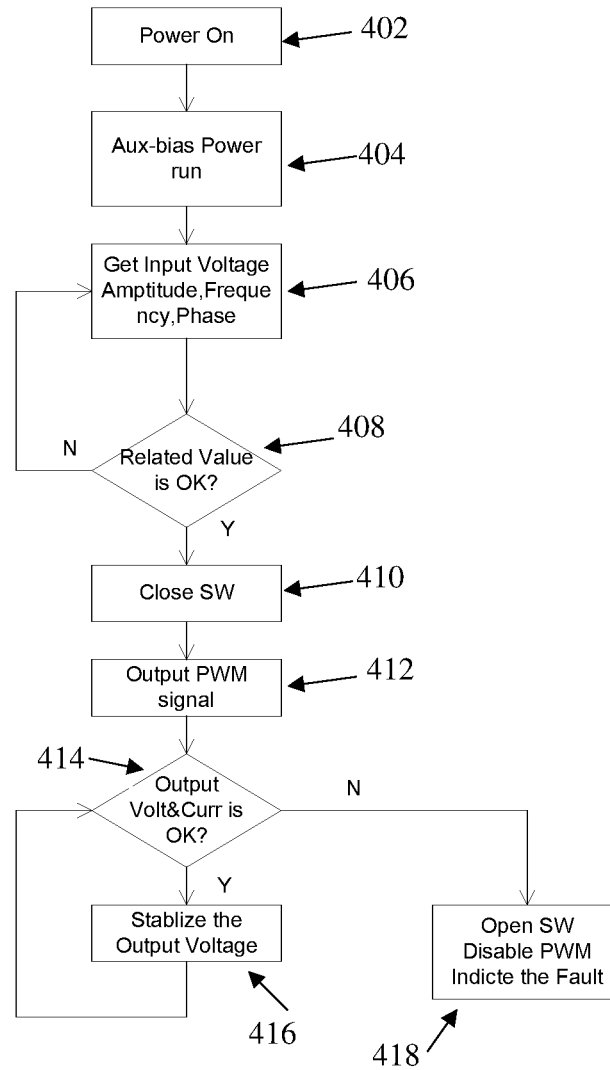 Power On
402
Aux-bias Power
run
404
Get Input Voltage
Amptitude,Freque
ncy,Phase
406
408
N
Related Value
is OK?
Y
Close SW
410
Output PWM
signal
412
414
Output
Volt&Curr is
OK?
N
Y
Stablize the
Output Voltage
416
Open SW
Disable PWM
Indicte the Fault
418